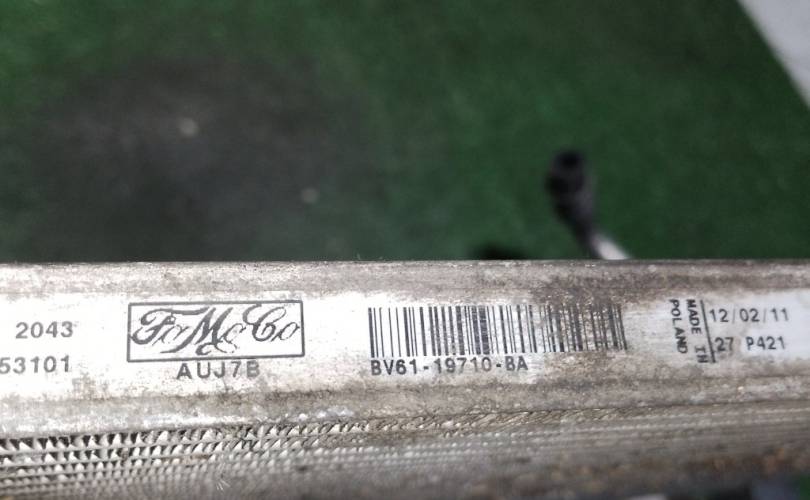 2043
53101
FoMoCo
AUJ7B
BV61-19710-BA
MADE IN
POLAND
12/02/11
27 P421